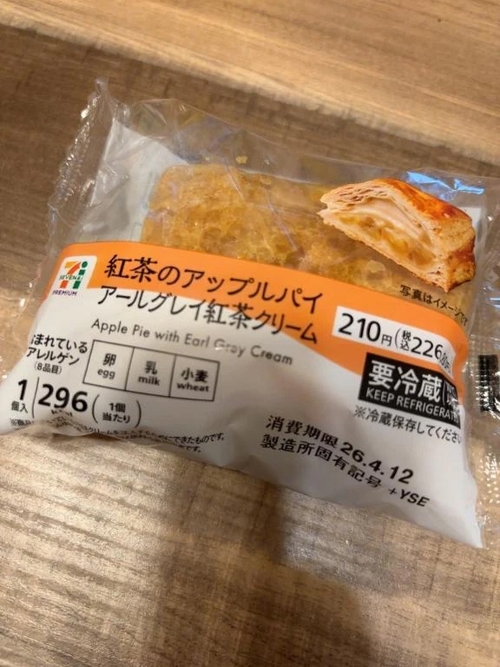 写真はイメージです
7
SEVEN
PREMIUM
紅茶のアップルパイ
アールグレイ紅茶クリーム
Apple Pie with Earl Gray Cream
210円(税込226.
要冷蔵
KEEP REFRIGERA
※冷蔵保存してくださ
含まれている
アレルゲン
(8品目)
卵
egg
乳
milk
小麦
wheat
1個入
296
(1個当たり)
消費期限 26.4.12
製造所固有記号 +YSE